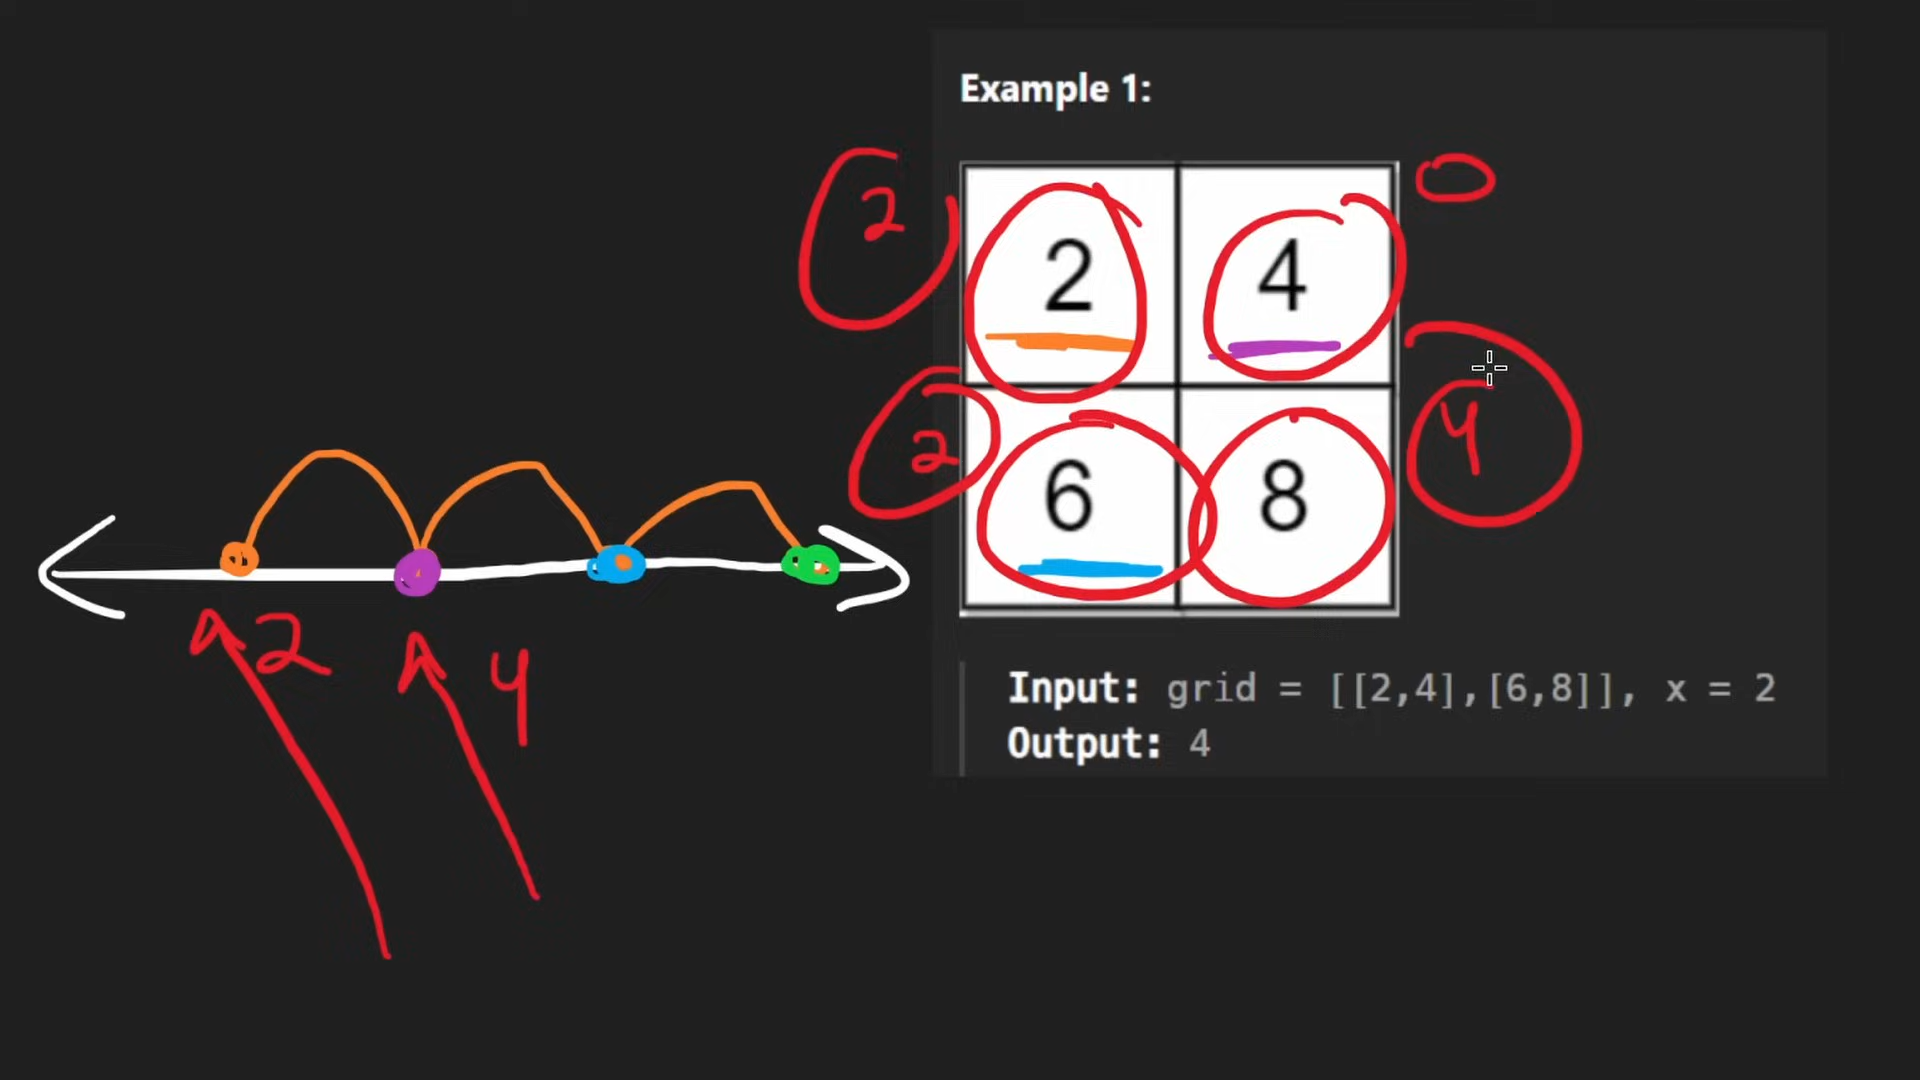 Example 1:
2
2 4
0
2
6 8
4
2 4
Input: grid = [[2,4],[6,8]], x = 2
Output: 4